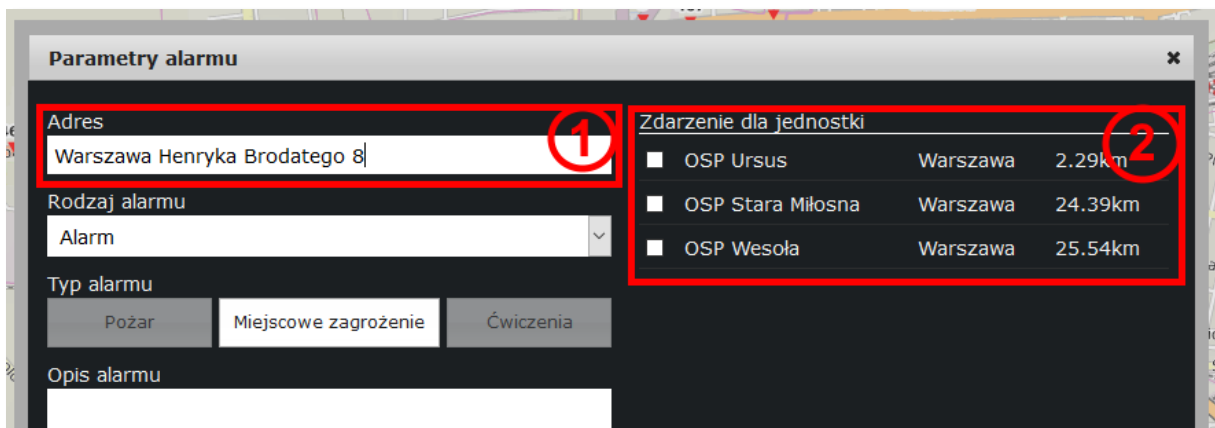 Parametry alarmu
Adres
1
Warszawa Henryka Brodatego 8
Rodzaj alarmu
Alarm
Typ alarmu
Pożar Miejscowe zagrożenie Ćwiczenia
Opis alarmu
Zdarzenie dla jednostki
2
OSP Ursus Warszawa 2.29km
OSP Stara Miłosna Warszawa 24.39km
OSP Wesoła Warszawa 25.54km